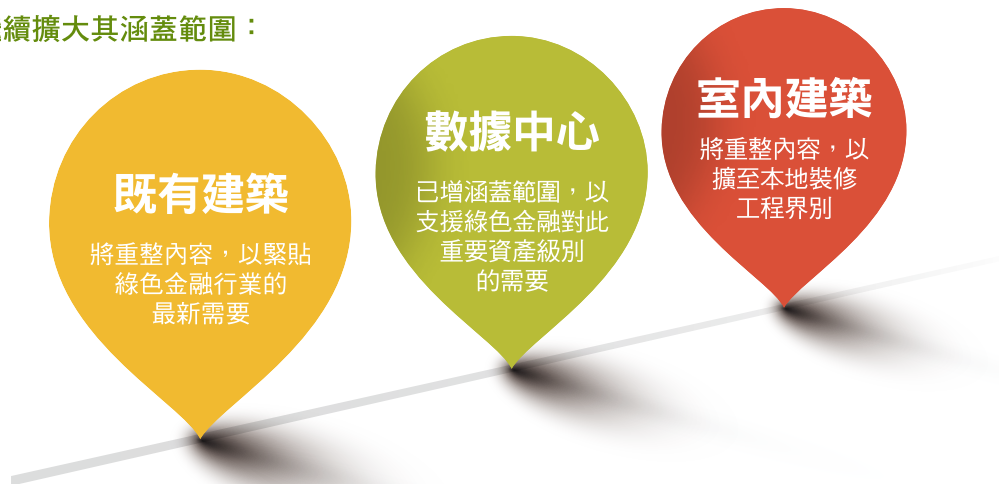 續擴大其涵蓋範圍：
既有建築
將重整內容，以緊貼
綠色金融行業的
最新需要
數據中心
已增涵蓋範圍，以
支援綠色金融對此
重要資產級別
的需要
室內建築
將重整內容，以
擴至本地裝修
工程界別